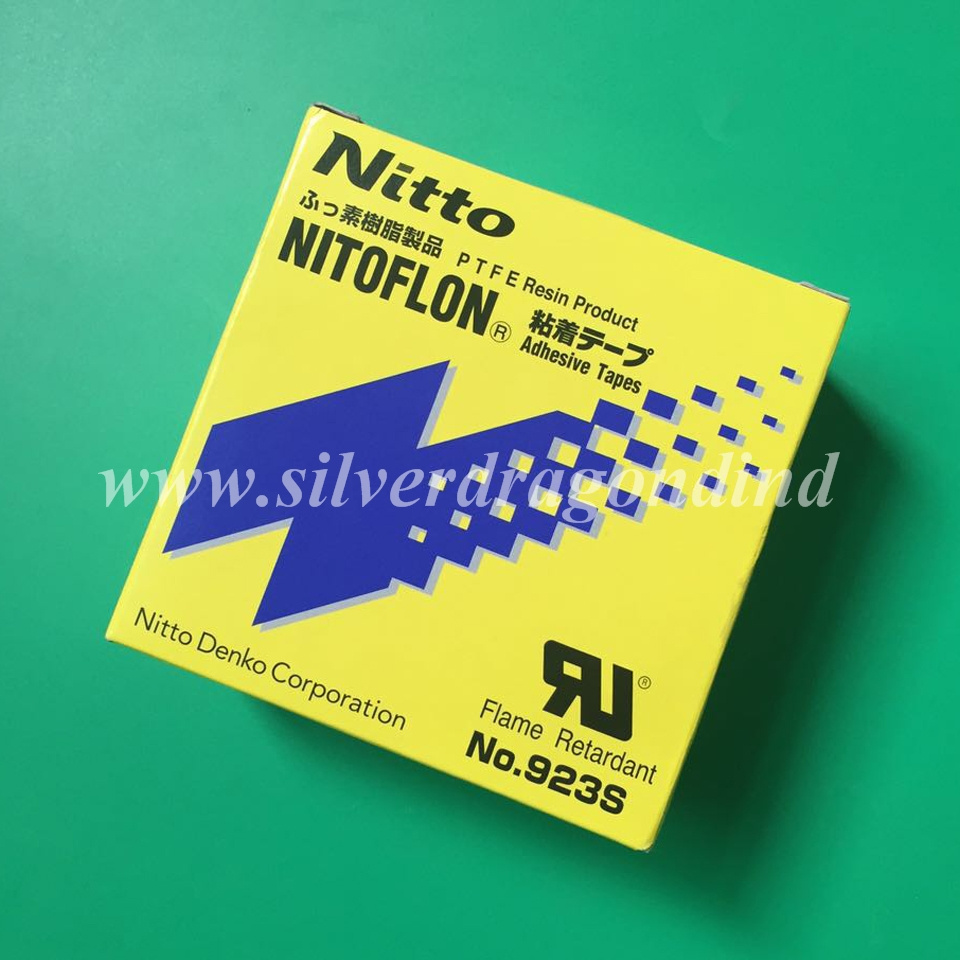 Nitto
ふっ素樹脂製品 PTFE Resin Product
NITOFLON® 粘着テープ
Adhesive Tapes
www.silverdragondind
Nitto Denko Corporation
RU®
Flame Retardant
No.923S